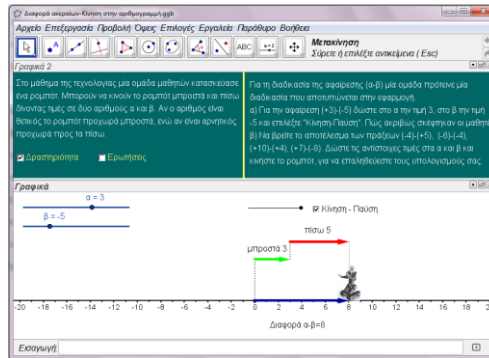 Διαφορά ακεραίων-Κίνηση στην αριθμογραμμή.ggb
Αρχείο Επεξεργασία Προβολή Όψεις Επιλογές Εργαλεία Παράθυρο Βοήθεια
ABC
a=2
Μετακίνηση
Σύρετε ή επιλέξτε αντικείμενα ( Esc)
Γραφικά 2
Στο μάθημα της τεχνολογίας μία ομάδα μαθητών κατασκεύασε
ένα ρομπότ. Μπορούν να κινούν το ρομπότ μπροστά και πίσω
δίνοντας τιμές σε δύο αριθμούς α και β. Αν ο αριθμός είναι
θετικός το ρομπότ προχωρά μπροστά, ενώ αν είναι αρνητικός
προχωρά προς τα πίσω.
Δραστηριότητα
Ερωτήσεις
Για τη διαδικασία της αφαίρεσης (α-β) μία ομάδα πρότεινε μία
διαδικασία που αποτυπώνεται στην εφαρμογή.
α) Για την αφαίρεση (+3)-(-5) δώστε στο α την τιμή 3, στο β την τιμή
-5 και επιλέξτε "Κίνηση-Παύση". Πώς ακριβώς σκέφτηκαν οι μαθητ
β) Να βρείτε το αποτέλεσμα των πράξεων (-4)-(+5), (-6)-(-4),
(+10)-(+4), (+7)-(-8). Δώστε τις αντίστοιχες τιμές στα α και β και
κινήστε το ρομπότ, για να επαληθεύσετε τους υπολογισμούς σας.
Γραφικά
α = 3
β = -5
Κίνηση - Παύση
πίσω 5
μπροστά 3
-20 -18 -16 -14 -12 -10 -8 -6 -4 -2 0 2 4 6 8 10 12 14 16 18 20
Διαφορά α-β=8
Εισαγωγή: